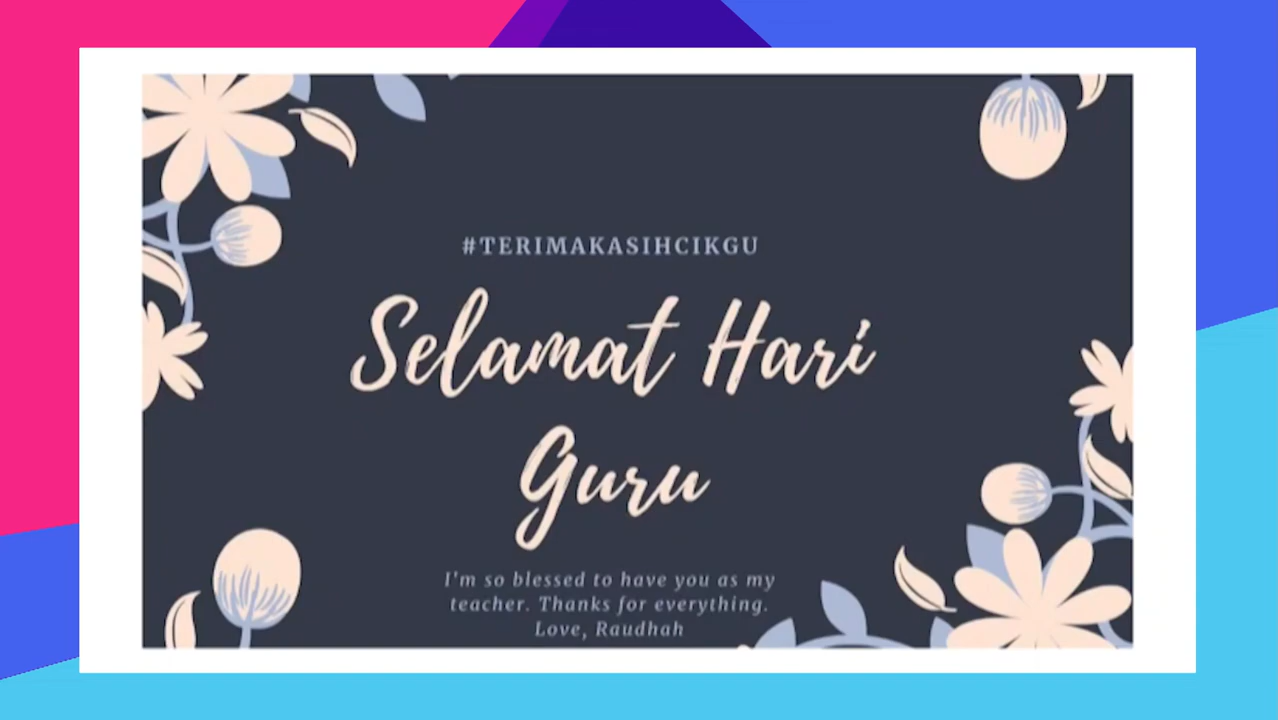 #TERIMAKASIHCIKGU
Selamat Hari
Guru
I'm so blessed to have you as my
teacher. Thanks for everything.
Love, Raudhah